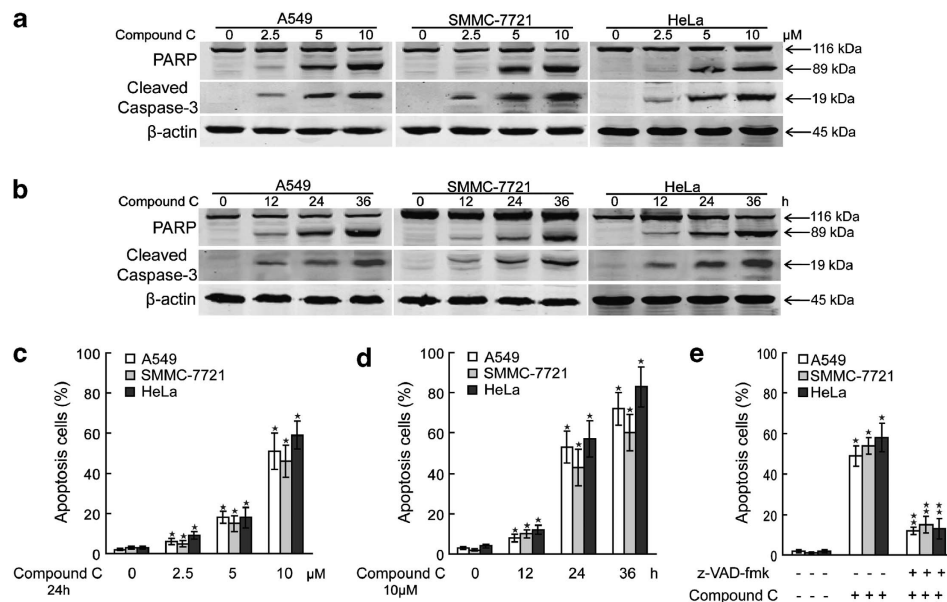 a
A549 SMMC-7721 HeLa
Compound C 0 2.5 5 10 0 2.5 5 10 0 2.5 5 10 μM
PARP 116 kDa
89 kDa
Cleaved
Caspase-3 19 kDa
β-actin 45 kDa
b
A549 SMMC-7721 HeLa
Compound C 0 12 24 36 0 12 24 36 0 12 24 36 h
PARP 116 kDa
89 kDa
Cleaved
Caspase-3 19 kDa
β-actin 45 kDa
c
Apoptosis cells (%)
100
80
60
40
20
0
A549
SMMC-7721
HeLa
Compound C 0 2.5 5 10 μM
24h
d
Apoptosis cells (%)
100
80
60
40
20
0
A549
SMMC-7721
HeLa
Compound C 0 12 24 36 h
10μM
e
Apoptosis cells (%)
100
80
60
40
20
0
A549
SMMC-7721
HeLa
z-VAD-fmk - - - - - - + + +
Compound C - - - + + + + + +